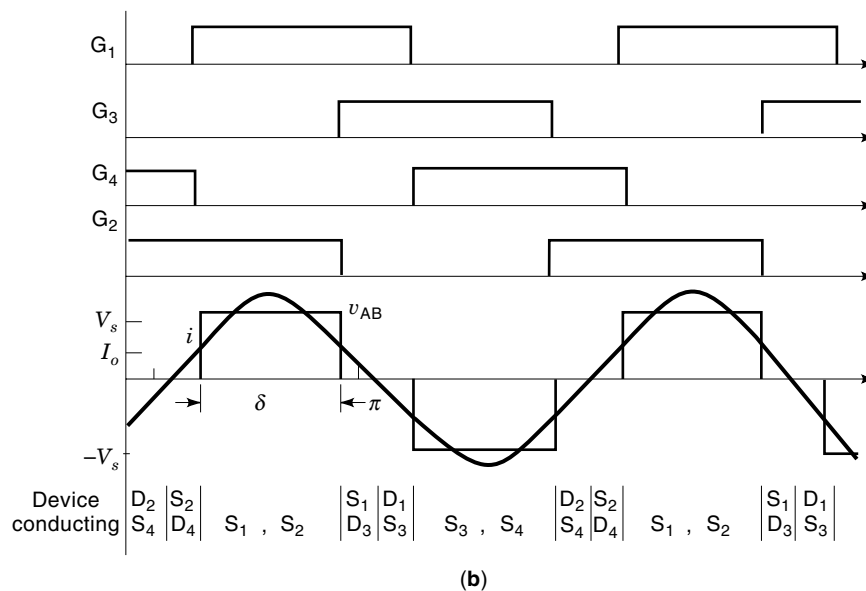 G1
G3
G4
G2
Vs
i
vAB
Io
δ
π
–Vs
Device conducting
D2 S2 S1 D1 D2 S2 S1 D1
S4 D4 S1 , S2 D3 S3 S3 , S4 S4 D4 S1 , S2 D3 S3
(b)